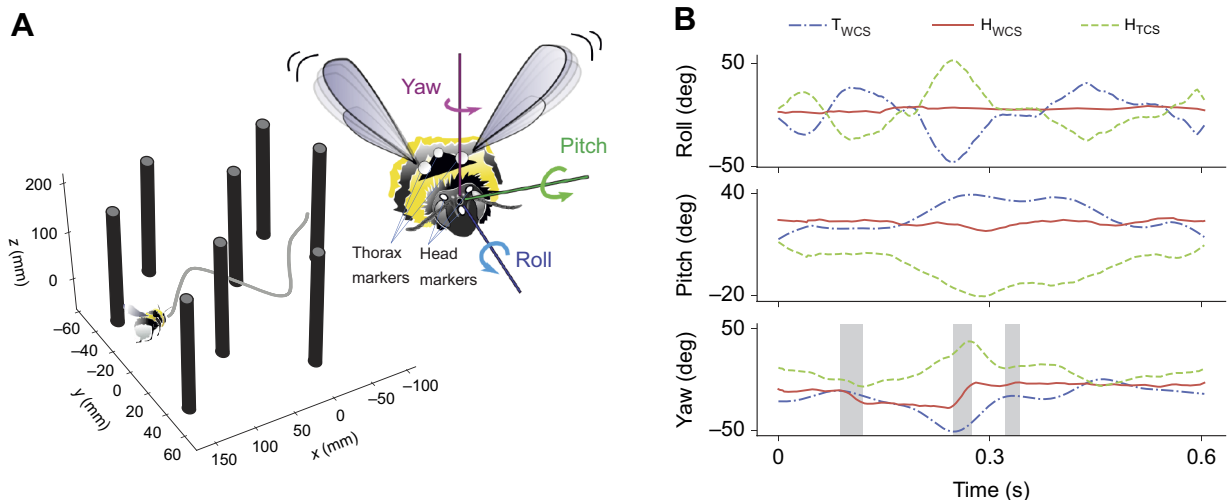 A
Yaw
Pitch
Roll
Thorax
markers
Head
markers
200
100
0
z (mm)
–60
–40
–20
0
20
40
60
y (mm)
150
100
50
0
–50
–100
x (mm)
B
T_WCS
H_WCS
H_TCS
50
–50
Roll (deg)
40
–20
Pitch (deg)
50
–50
Yaw (deg)
0
0.3
0.6
Time (s)